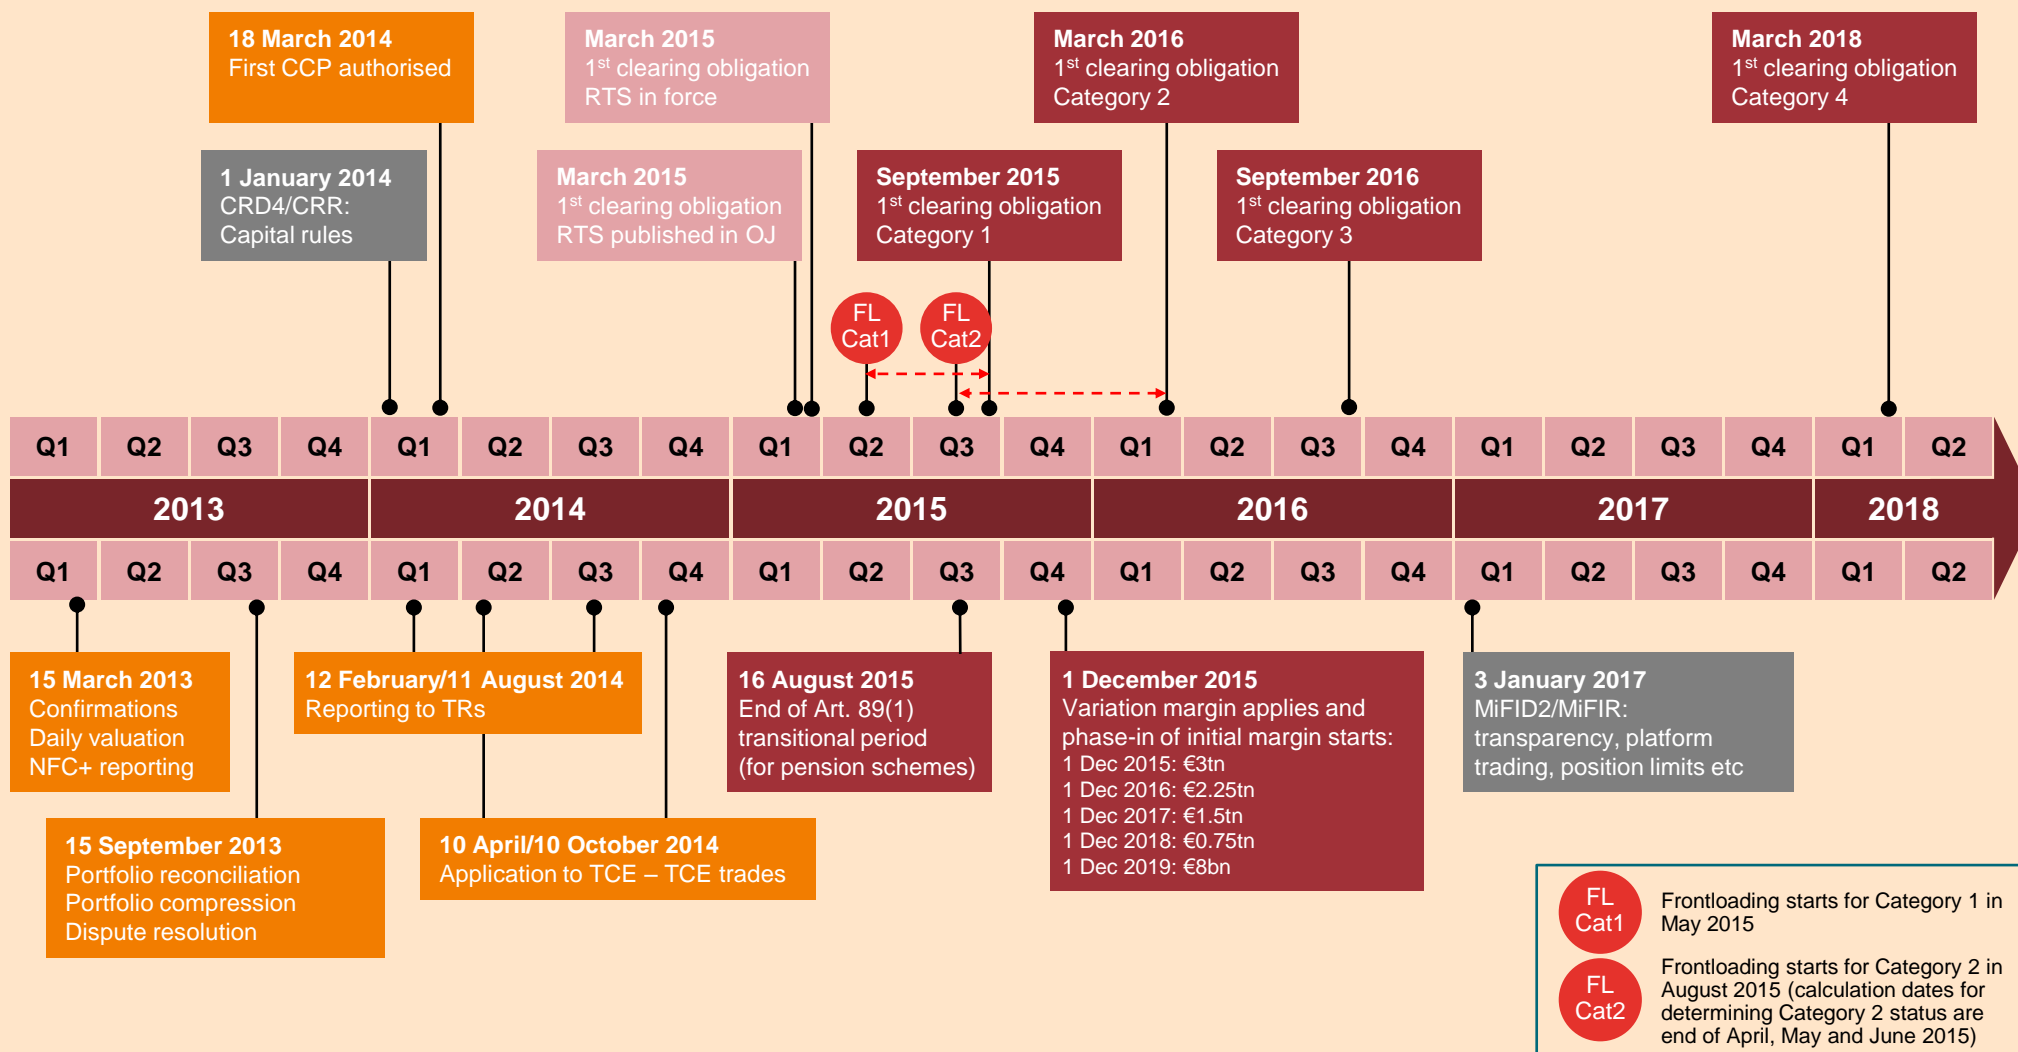 18 March 2014
First CCP authorised
March 2015
1st clearing obligation
RTS in force
March 2016
1st clearing obligation
Category 2
March 2018
1st clearing obligation
Category 4
1 January 2014
CRD4/CRR:
Capital rules
March 2015
1st clearing obligation
RTS published in OJ
September 2015
1st clearing obligation
Category 1
September 2016
1st clearing obligation
Category 3
FL
Cat1
FL
Cat2
Q1 Q2 Q3 Q4 Q1 Q2 Q3 Q4 Q1 Q2 Q3 Q4 Q1 Q2 Q3 Q4 Q1 Q2 Q3 Q4 Q1 Q2
2013 2014 2015 2016 2017 2018
Q1 Q2 Q3 Q4 Q1 Q2 Q3 Q4 Q1 Q2 Q3 Q4 Q1 Q2 Q3 Q4 Q1 Q2 Q3 Q4 Q1 Q2
15 March 2013
Confirmations
Daily valuation
NFC+ reporting
12 February/11 August 2014
Reporting to TRs
16 August 2015
End of Art. 89(1)
transitional period
(for pension schemes)
1 December 2015
Variation margin applies and
phase-in of initial margin starts:
1 Dec 2015: €3tn
1 Dec 2016: €2.25tn
1 Dec 2017: €1.5tn
1 Dec 2018: €0.75tn
1 Dec 2019: €8bn
3 January 2017
MiFID2/MiFIR:
transparency, platform
trading, position limits etc
15 September 2013
Portfolio reconciliation
Portfolio compression
Dispute resolution
10 April/10 October 2014
Application to TCE – TCE trades
FL
Cat1
Frontloading starts for Category 1 in
May 2015
FL
Cat2
Frontloading starts for Category 2 in
August 2015 (calculation dates for
determining Category 2 status are
end of April, May and June 2015)